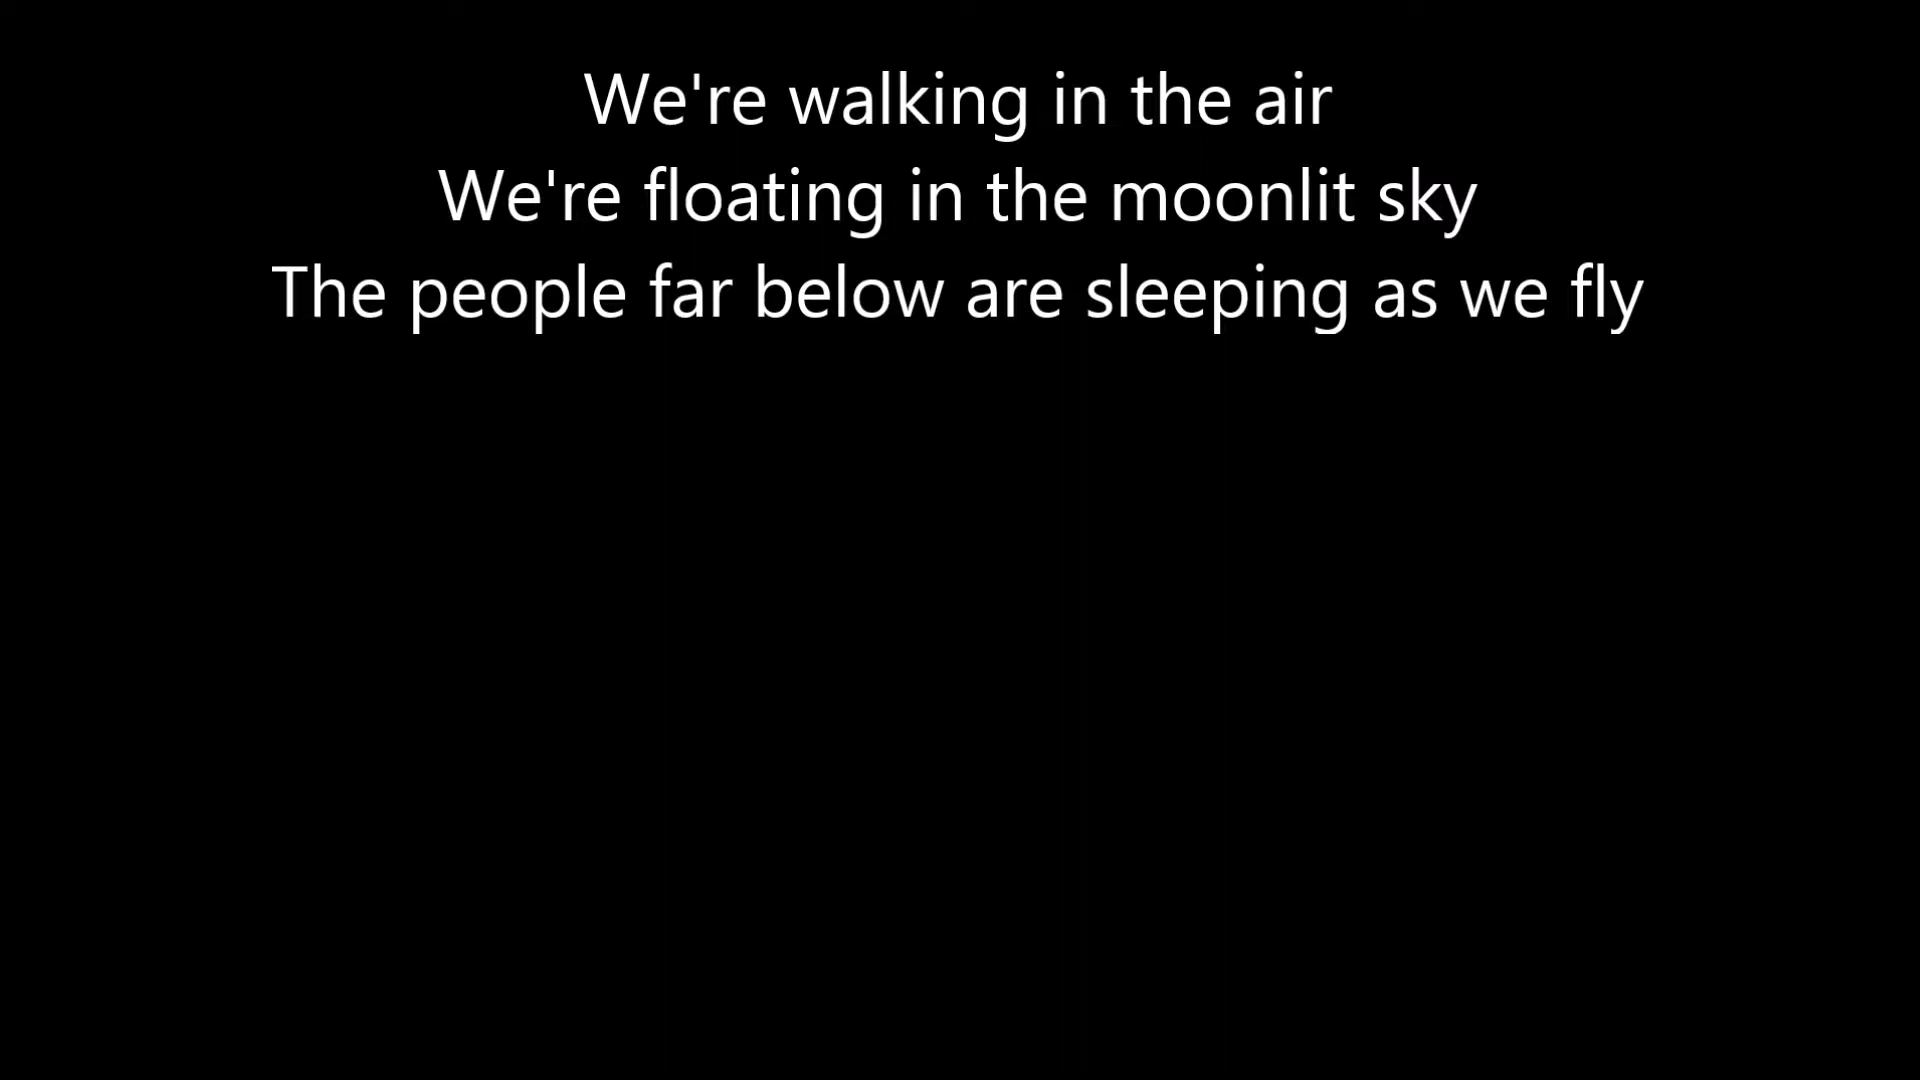 We're walking in the air
We're floating in the moonlit sky
The people far below are sleeping as we fly